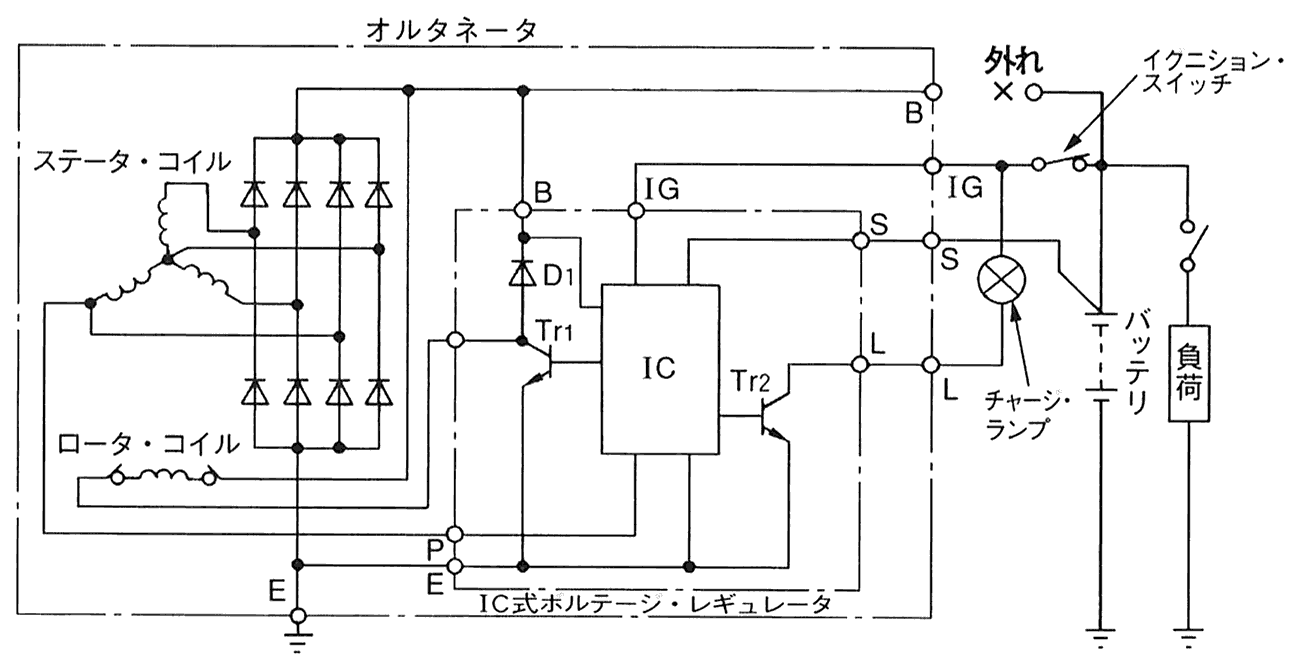 オルタネータ
外れ
イグニション・
スイッチ
B
ステータ・コイル
B
IG
IG
S
S
D1
Tr1
IC
Tr2
L
L
チャージ・
ランプ
バッテリ
負荷
ロータ・コイル
P
E
E
IC式ボルテージ・レギュレータ